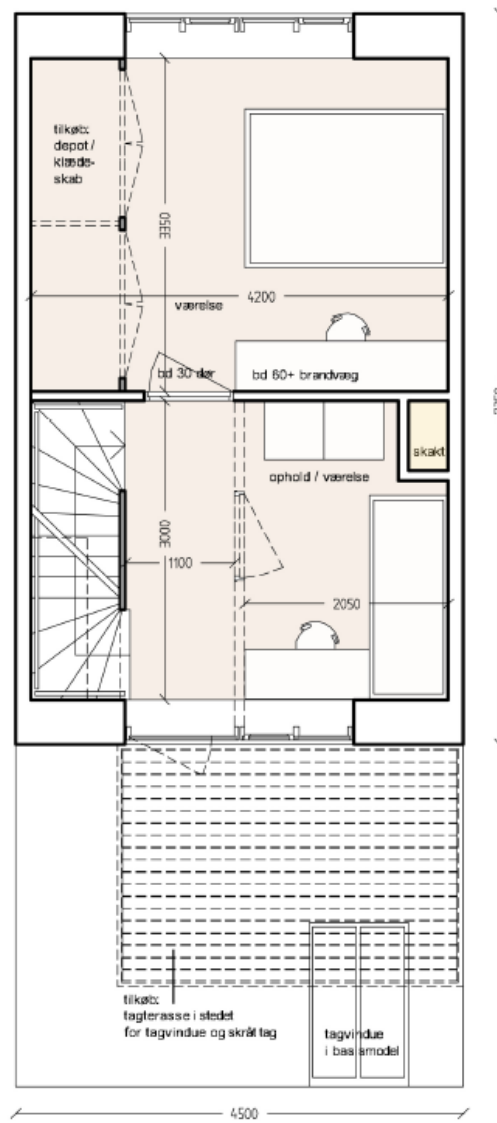 tilkøb:
depot /
klæde-
skab
3350
4200
værelse
bd 30 dør
bd 60+ brandvæg
skakt
ophold / værelse
3000
1100
2050
tilkøb:
tagterasse i stedet
for tagvindue og skråt tag
tagvindue
i basismodel
4500